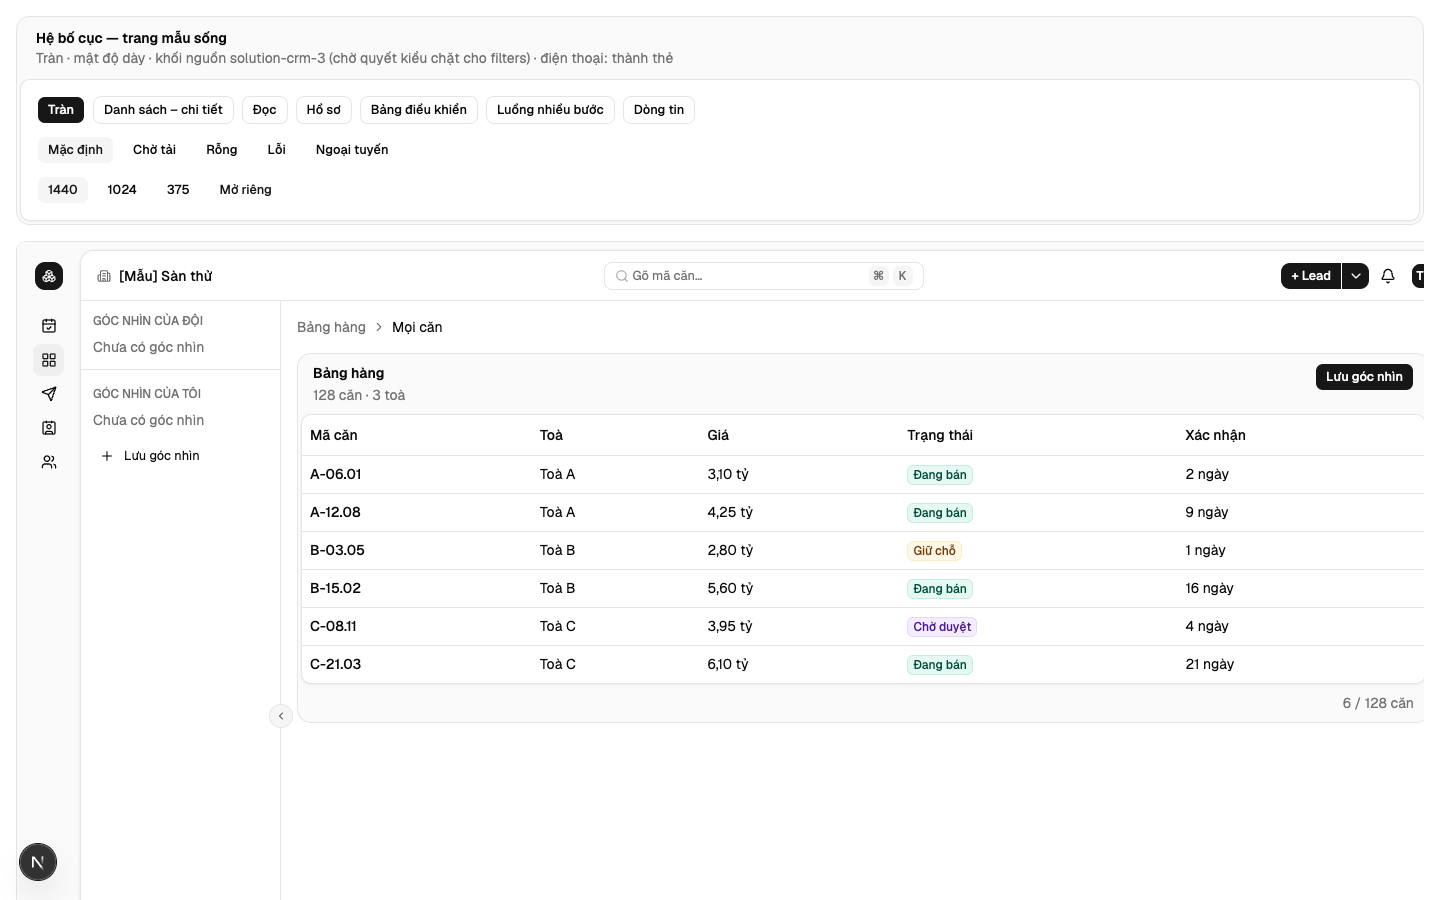 Hệ bố cục — trang mẫu sống
Tràn · mật độ dày · khối nguồn solution-crm-3 (chờ quyết kiểu chặt cho filters) · điện thoại: thành thẻ
Tràn Danh sách – chi tiết Đọc Hồ sơ Bảng điều khiển Luồng nhiều bước Dòng tin
Mặc định Chờ tải Rỗng Lỗi Ngoại tuyến
1440 1024 375 Mở riêng
[Mẫu] Sàn thử Gõ mã căn... ⌘ K + Lead T
GÓC NHÌN CỦA ĐỘI
Chưa có góc nhìn
GÓC NHÌN CỦA TÔI
Chưa có góc nhìn
Lưu góc nhìn
Bảng hàng > Mọi căn
Bảng hàng
128 căn · 3 toà
Lưu góc nhìn
Mã căn Toà Giá Trạng thái Xác nhận
A-06.01 Toà A 3,10 tỷ Đang bán 2 ngày
A-12.08 Toà A 4,25 tỷ Đang bán 9 ngày
B-03.05 Toà B 2,80 tỷ Giữ chỗ 1 ngày
B-15.02 Toà B 5,60 tỷ Đang bán 16 ngày
C-08.11 Toà C 3,95 tỷ Chờ duyệt 4 ngày
C-21.03 Toà C 6,10 tỷ Đang bán 21 ngày
6 / 128 căn
N